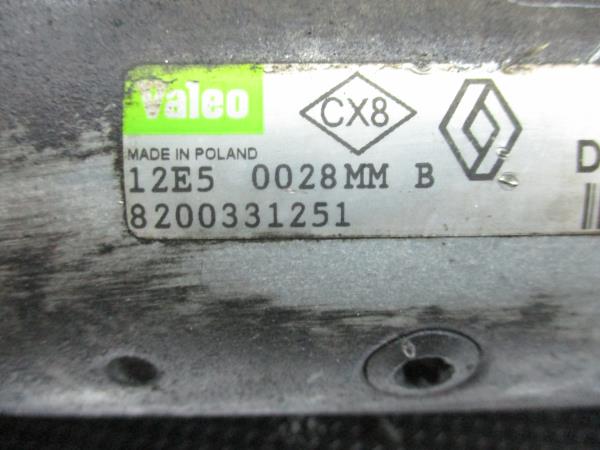 Valeo
CX8
MADE IN POLAND
12E5 0028MM B
8200331251
D